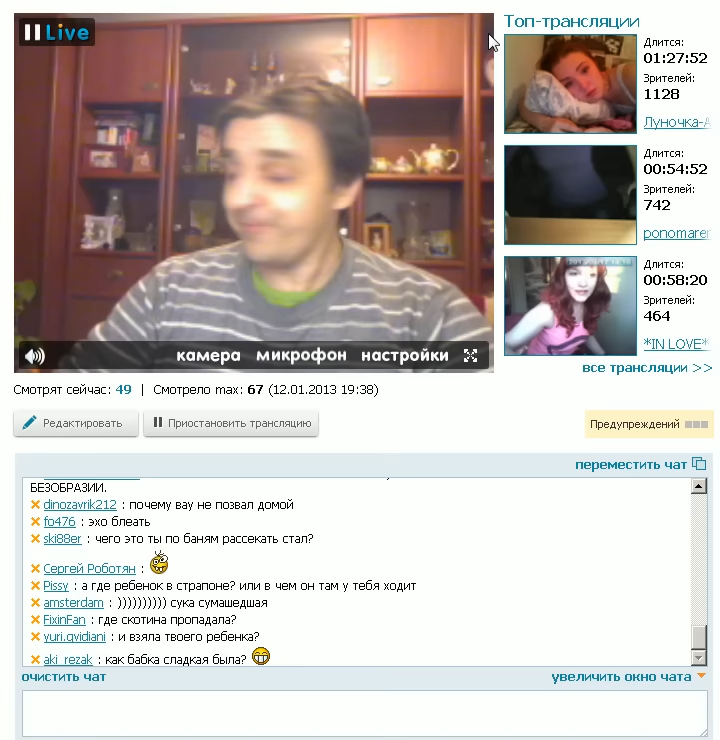 Live
камера микрофон настройки
Смотрят сейчас: 49 | Смотрело max: 67 (12.01.2013 19:38)
Редактировать
Приостановить трансляцию
Топ-трансляции
Длится:
01:27:52
Зрителей:
1128
Луночка-А
Длится:
00:54:52
Зрителей:
742
ponomarer
Длится:
00:58:20
Зрителей:
464
*IN LOVE*
все трансляции >>
Предупреждений
переместить чат
БЕЗОБРАЗИИ.
dinozavrik212 : почему вау не позвал домой
fo476 : эхо блеать
ski88er : чего это ты по баням рассекать стал?
Сергей Роботян :
Pissy : а где ребенок в страпоне? или в чем он там у тебя ходит
amsterdam : )))))))))) сука сумашедшая
FixinFan : где скотина пропадала?
yuri.gvidiani : и взяла твоего ребенка?
aki_rezak : как бабка сладкая была?
очистить чат
увеличить окно чата